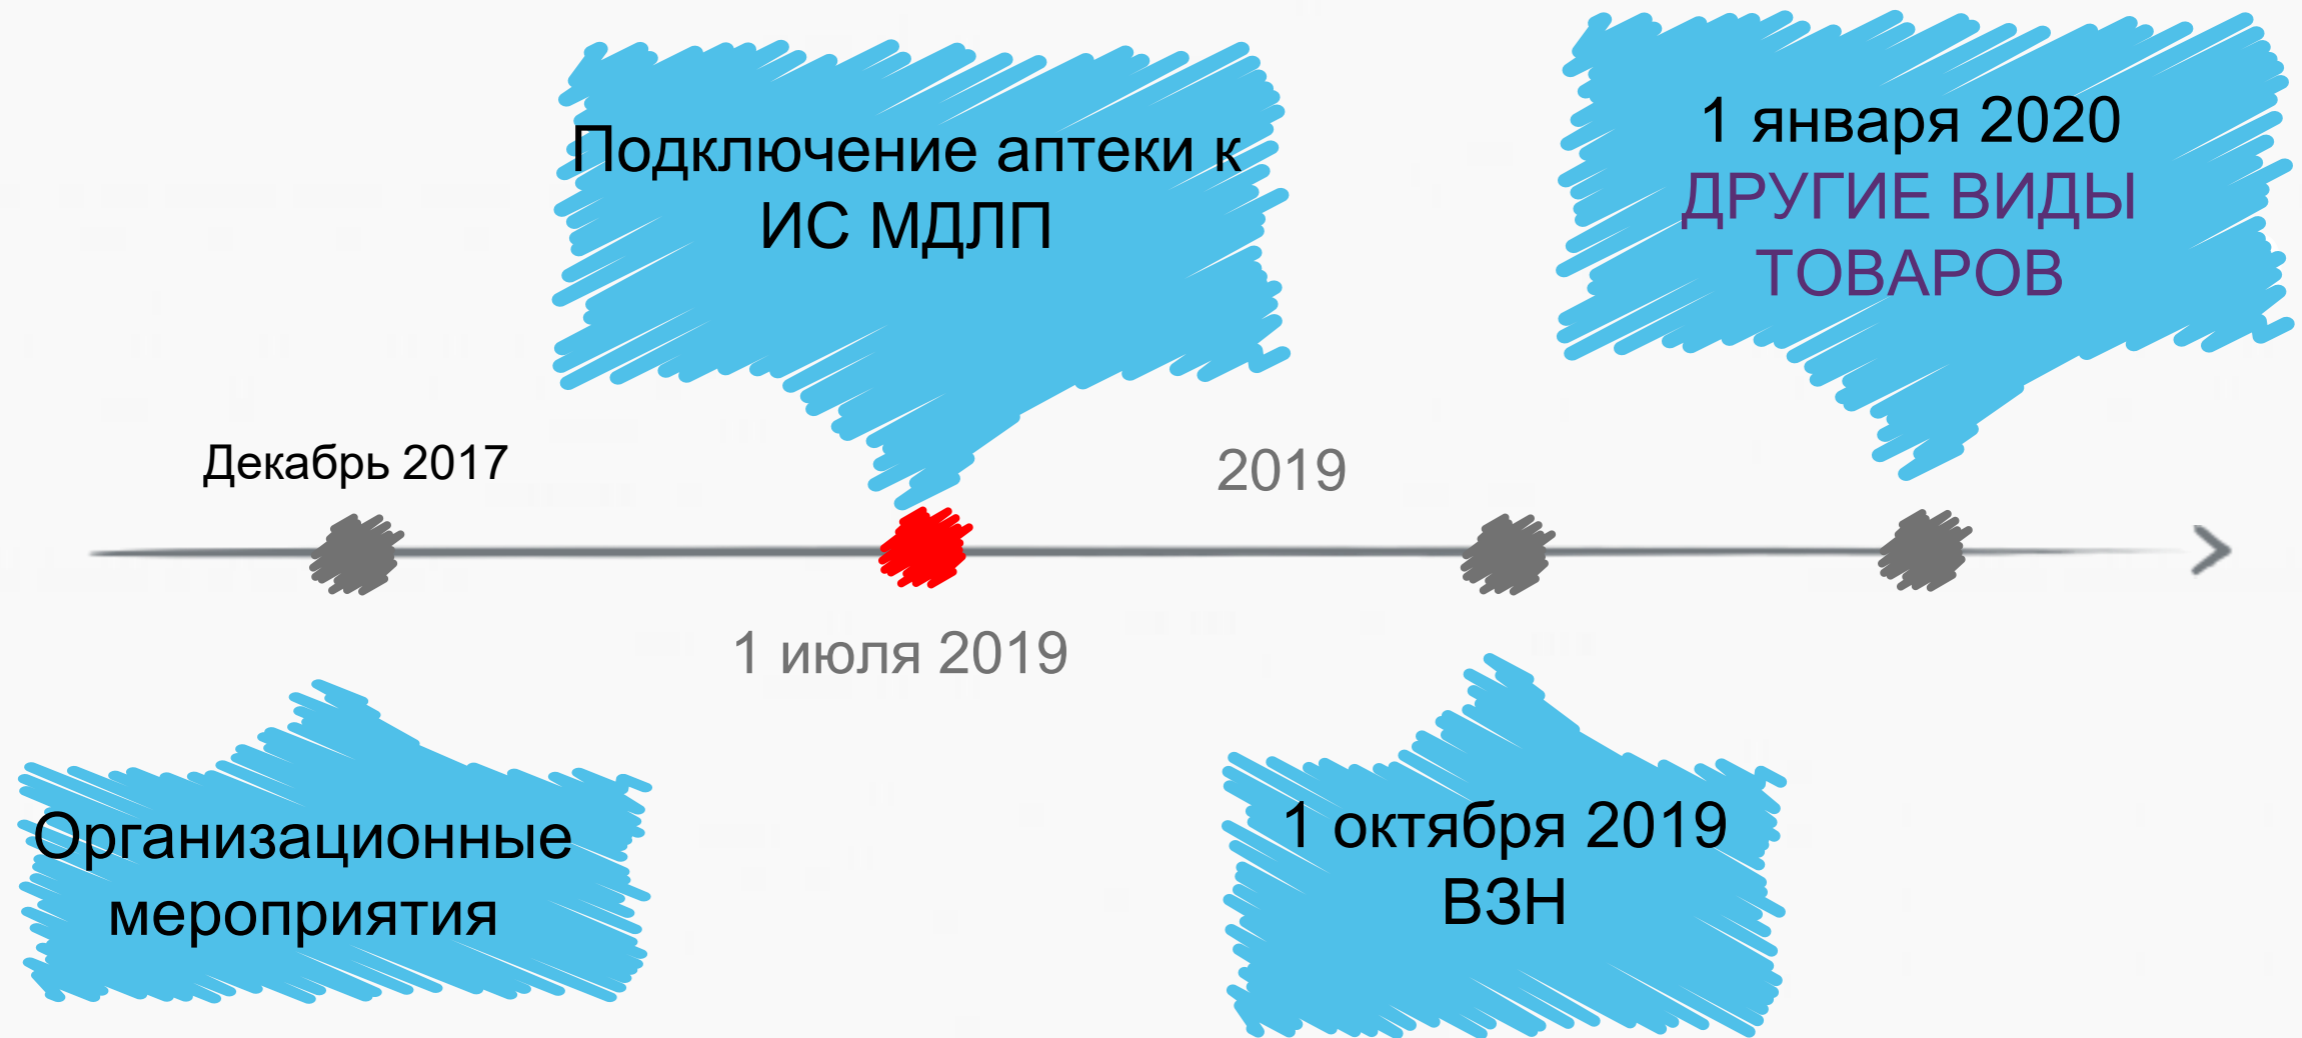 Подключение аптеки к
ИС МДЛП
1 января 2020
ДРУГИЕ ВИДЫ
ТОВАРОВ
Декабрь 2017
2019
1 июля 2019
Организационные
мероприятия
1 октября 2019
ВЗН